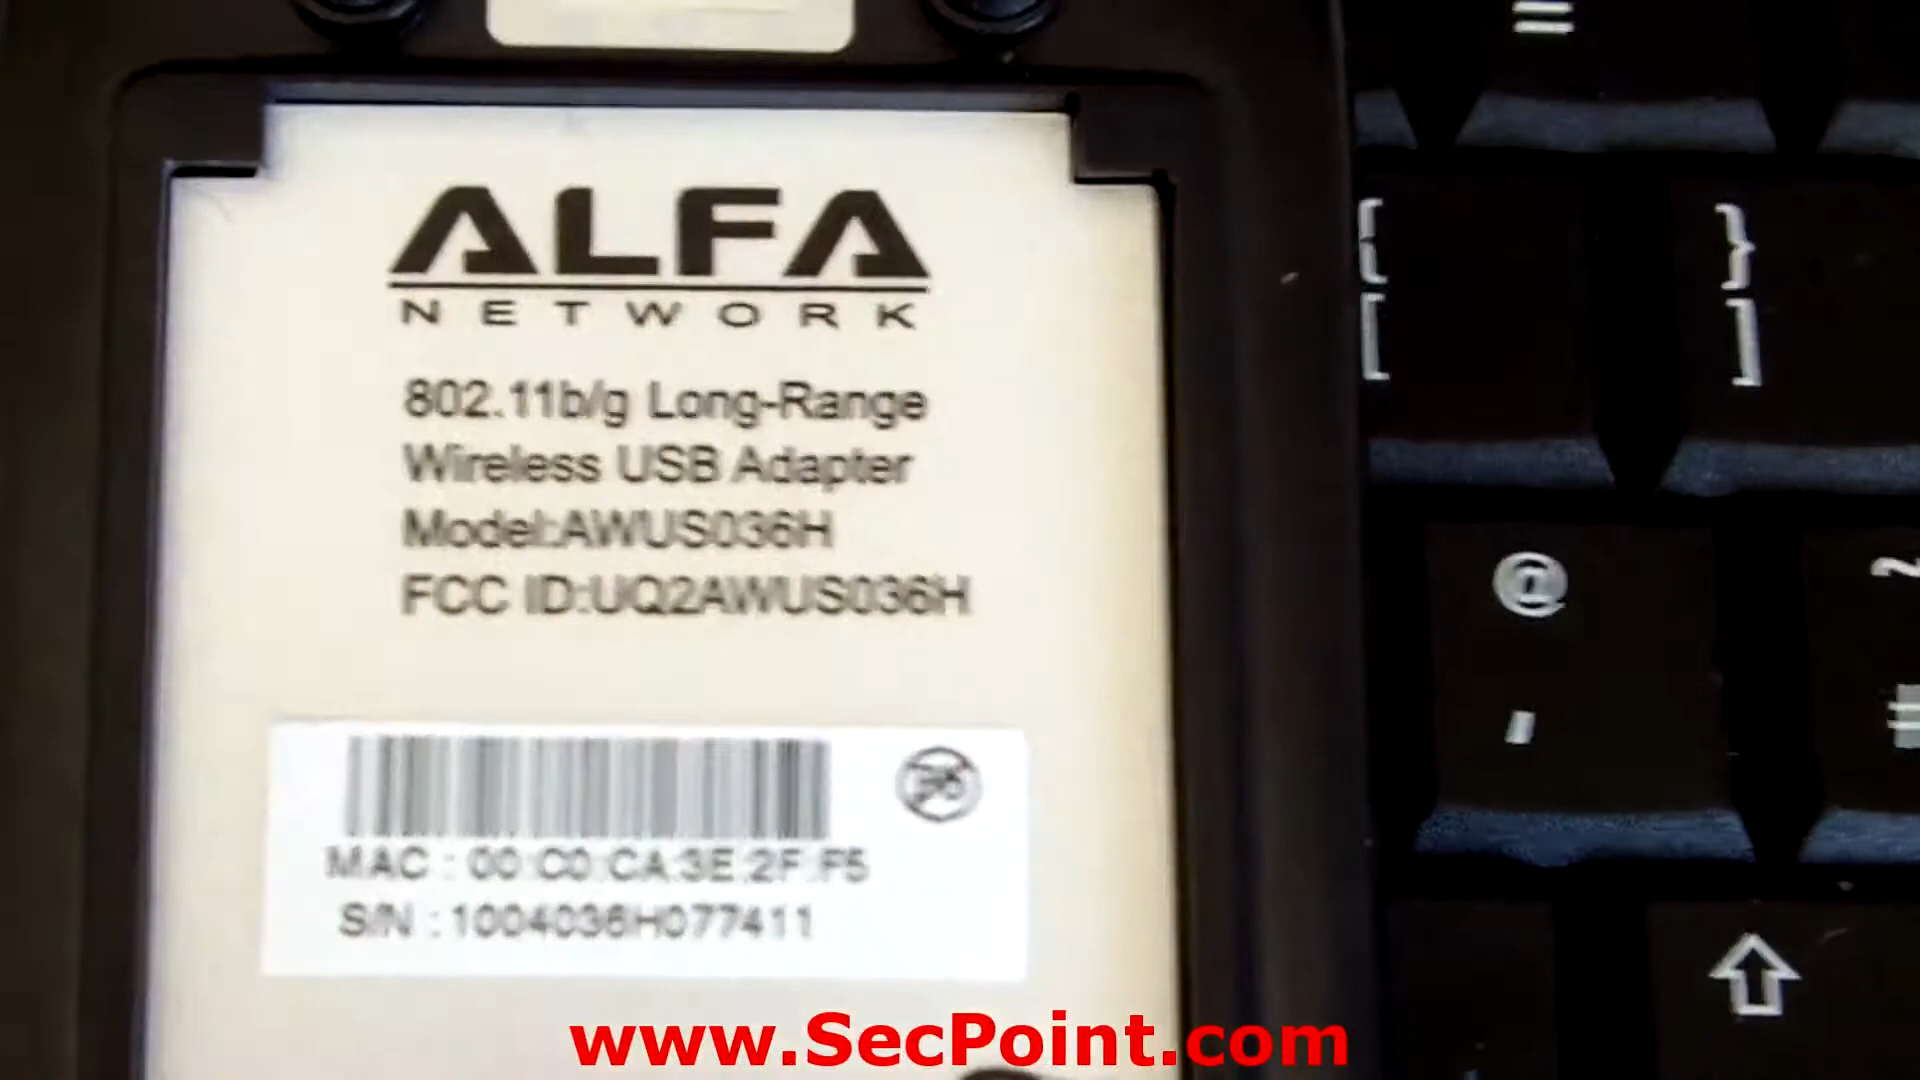 ALFA
NETWORK
802.11b/g Long-Range
Wireless USB Adapter
Model:AWUS036H
FCC ID:UQ2AWUS036H
MAC : 00:C0:CA:3E:2F:F5
S/N : 1004036H077411
www.SecPoint.com
=
{
[
}
]
@
'
~
#